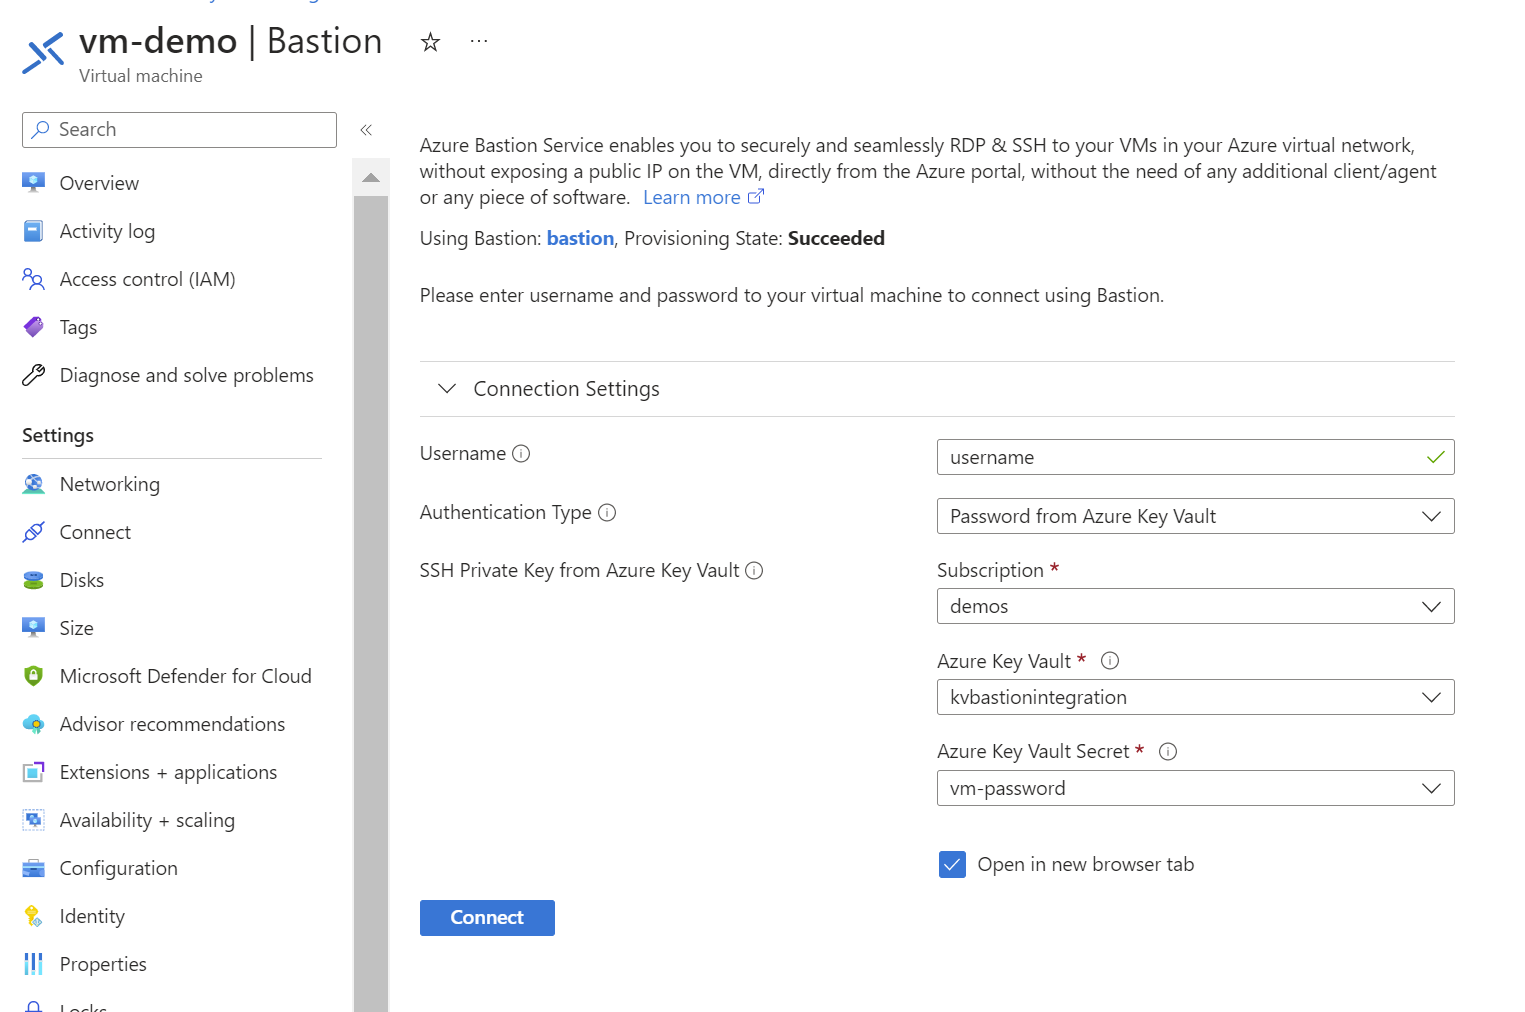 vm-demo | Bastion
Virtual machine
Search
Overview
Activity log
Access control (IAM)
Tags
Diagnose and solve problems
Settings
Networking
Connect
Disks
Size
Microsoft Defender for Cloud
Advisor recommendations
Extensions + applications
Availability + scaling
Configuration
Identity
Properties
Locks
Azure Bastion Service enables you to securely and seamlessly RDP & SSH to your VMs in your Azure virtual network,
without exposing a public IP on the VM, directly from the Azure portal, without the need of any additional client/agent
or any piece of software. Learn more
Using Bastion: bastion, Provisioning State: Succeeded
Please enter username and password to your virtual machine to connect using Bastion.
Connection Settings
Username
username
Authentication Type
Password from Azure Key Vault
SSH Private Key from Azure Key Vault
Subscription *
demos
Azure Key Vault *
kvbastionintegration
Azure Key Vault Secret *
vm-password
Open in new browser tab
Connect